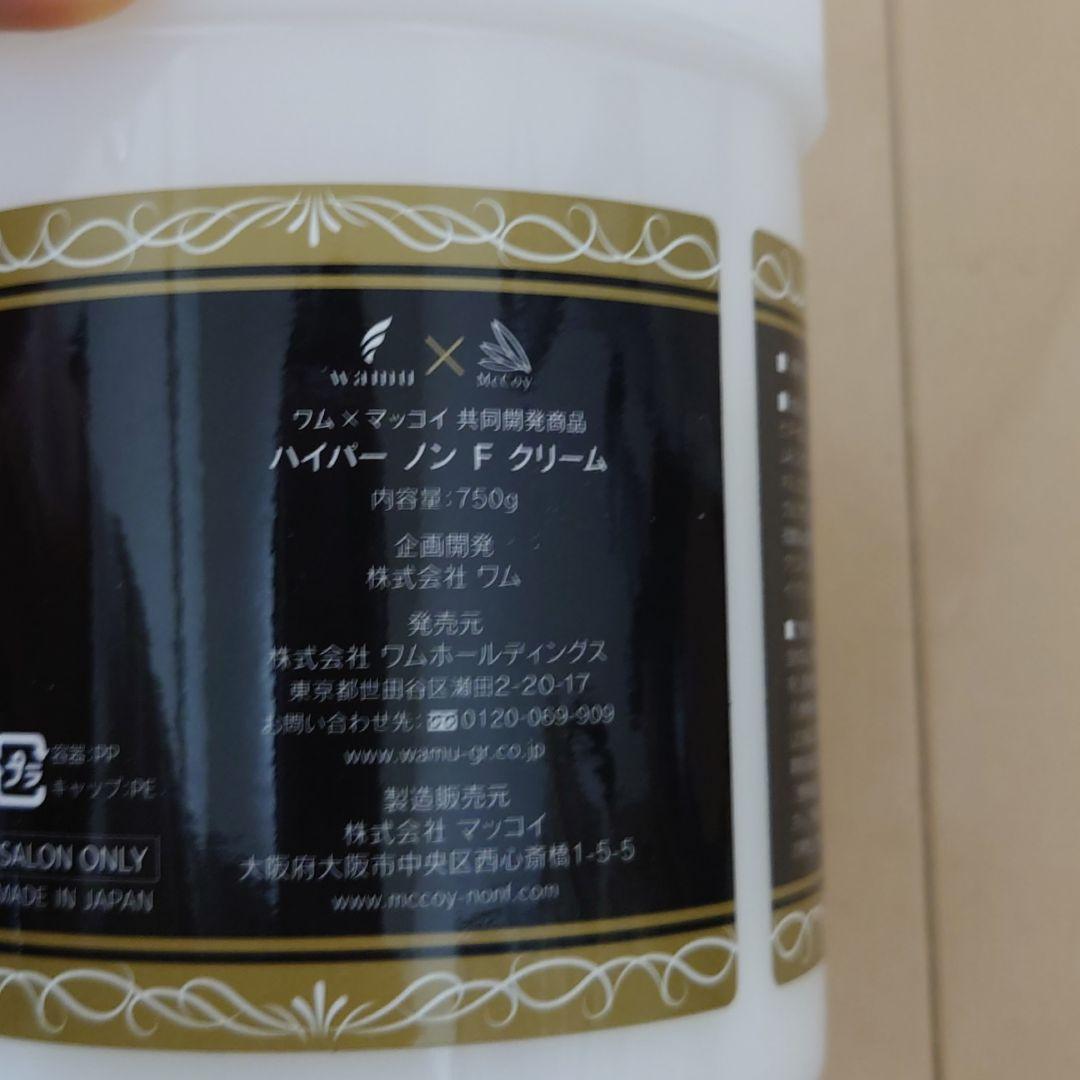 wamu × McCoy
ワム×マッコイ 共同開発商品
ハイパー ノン F クリーム
内容量:750g
企画開発
株式会社 ワム
発売元
株式会社 ワムホールディングス
東京都世田谷区瀬田2-20-17
お問い合わせ先:0120-069-909
www.wamu-gr.co.jp
製造販売元
株式会社 マッコイ
大阪府大阪市中央区西心斎橋1-5-5
www.mccoy-nonf.com
プラ
容器:PP
キャップ:PE
SALON ONLY
MADE IN JAPAN